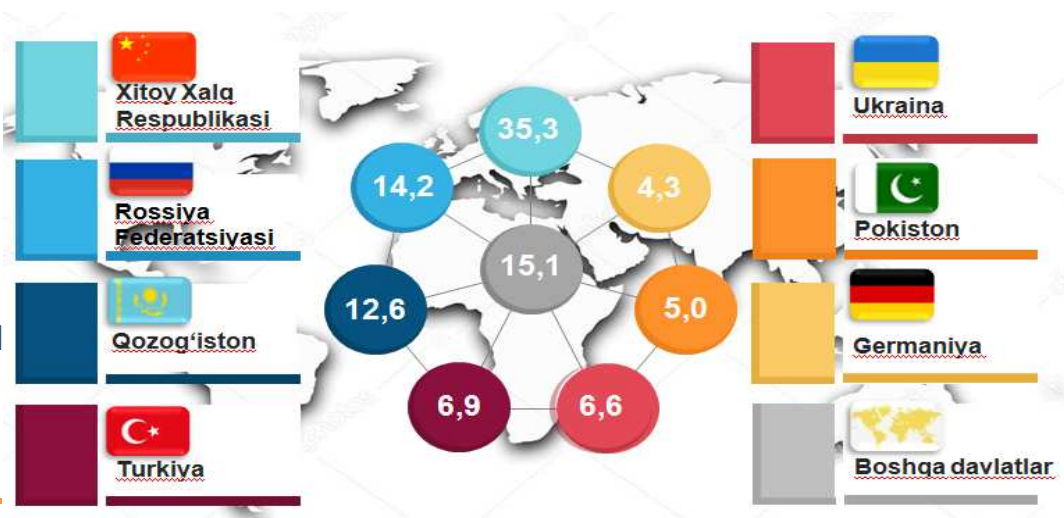 Xitoy Xalq
Respublikasi
Rossiya
Federatsiyasi
Qozog‘iston
Turkiya
35,3
14,2
4,3
15,1
12,6
5,0
6,9
6,6
Ukraina
Pokiston
Germaniya
Boshqa davlatlar